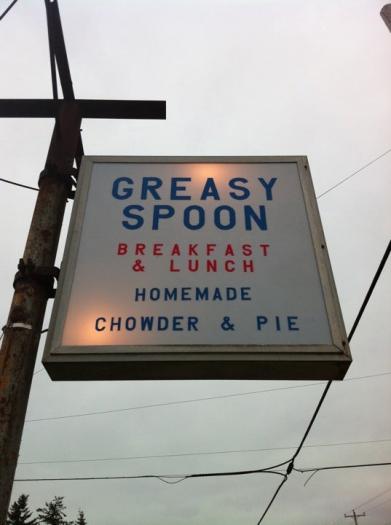 GREASY
SPOON
BREAKFAST
& LUNCH
HOMEMADE
CHOWDER & PIE